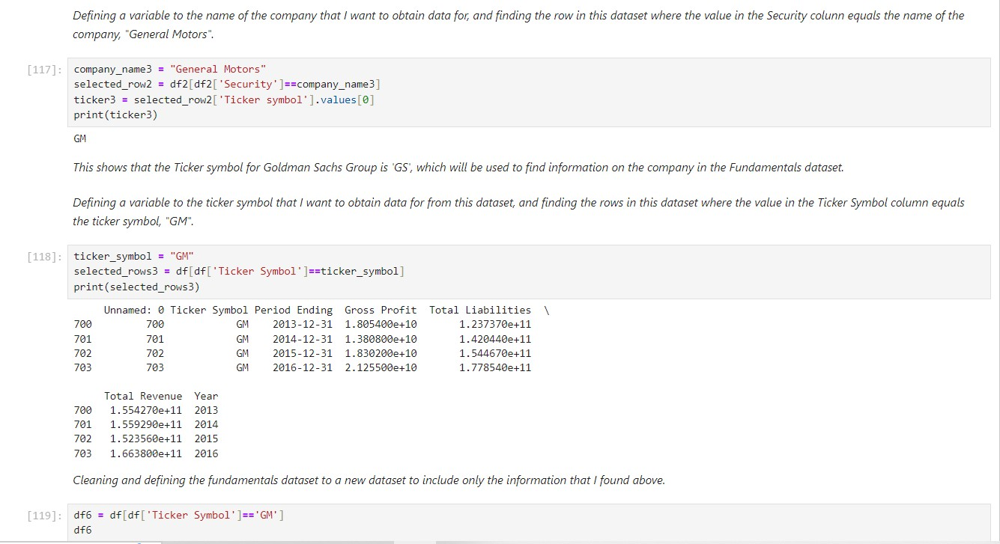 Defining a variable to the name of the company that I want to obtain data for, and finding the row in this dataset where the value in the Security colunn equals the name of the
company, "General Motors".
[117]: company_name3 = "General Motors"
selected_row2 = df2[df2['Security']==company_name3]
ticker3 = selected_row2['Ticker symbol'].values[0]
print(ticker3)
GM
This shows that the Ticker symbol for Goldman Sachs Group is 'GS', which will be used to find information on the company in the Fundamentals dataset.
Defining a variable to the ticker symbol that I want to obtain data for from this dataset, and finding the rows in this dataset where the value in the Ticker Symbol column equals
the ticker symbol, "GM".
[118]: ticker_symbol = "GM"
selected_rows3 = df[df['Ticker Symbol']==ticker_symbol]
print(selected_rows3)
Unnamed: 0 Ticker Symbol Period Ending Gross Profit Total Liabilities \
700 700 GM 2013-12-31 1.805400e+10 1.237370e+11
701 701 GM 2014-12-31 1.380800e+10 1.420440e+11
702 702 GM 2015-12-31 1.830200e+10 1.544670e+11
703 703 GM 2016-12-31 2.125500e+10 1.778540e+11
Total Revenue Year
700 1.554270e+11 2013
701 1.559290e+11 2014
702 1.523560e+11 2015
703 1.663800e+11 2016
Cleaning and defining the fundamentals dataset to a new dataset to include only the information that I found above.
[119]: df6 = df[df['Ticker Symbol']=='GM']
df6